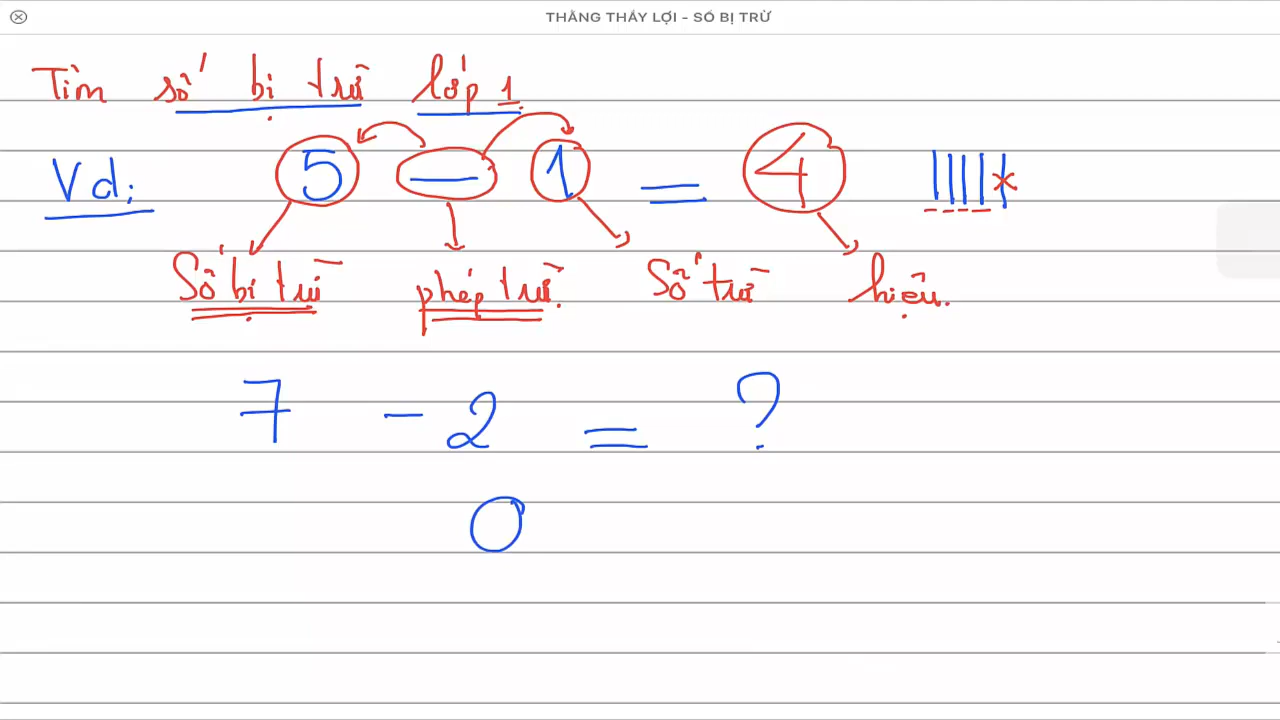 THẮNG THẦY LỢI - SỐ BỊ TRỪ
Tìm số bị trừ lớp 1
Vd: 5 - 1 = 4
Số bị trừ phép trừ. Số trừ hiệu.
7 - 2 = ?
0